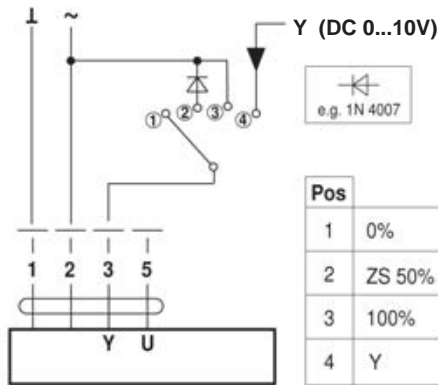 ⊥ ~
Y (DC 0...10V)
① ② ③ ④
e.g. 1N 4007
1 2 3 5
Y U
Pos
1 0%
2 ZS 50%
3 100%
4 Y